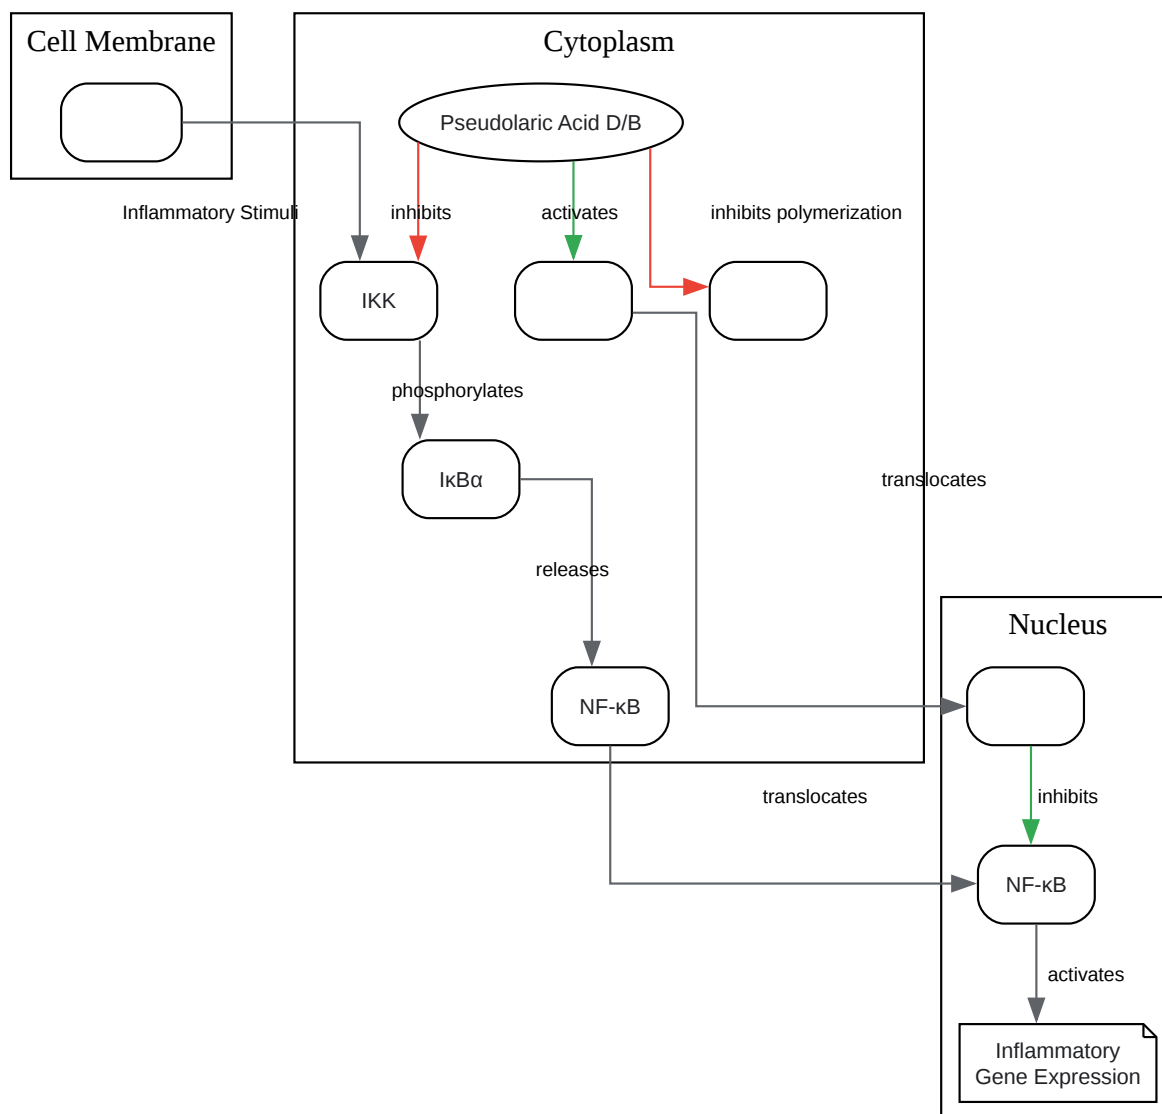 Cell Membrane
Cytoplasm
Pseudolaric Acid D/B
Inflammatory Stimuli
inhibits
activates
inhibits polymerization
IKK
phosphorylates
IκBα
translocates
releases
Nucleus
NF-κB
translocates
inhibits
NF-κB
activates
Inflammatory
Gene Expression